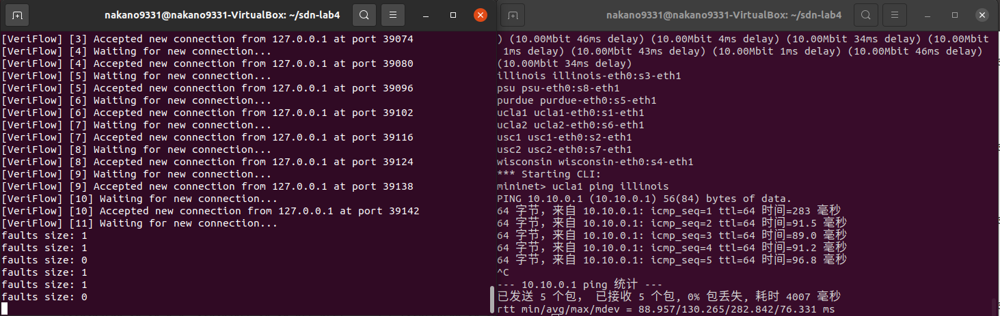 nakano9331@nakano9331-VirtualBox: ~/sdn-lab4
[VeriFlow] [3] Accepted new connection from 127.0.0.1 at port 39074
[VeriFlow] [4] Waiting for new connection...
[VeriFlow] [4] Accepted new connection from 127.0.0.1 at port 39080
[VeriFlow] [5] Waiting for new connection...
[VeriFlow] [5] Accepted new connection from 127.0.0.1 at port 39096
[VeriFlow] [6] Waiting for new connection...
[VeriFlow] [6] Accepted new connection from 127.0.0.1 at port 39102
[VeriFlow] [7] Waiting for new connection...
[VeriFlow] [7] Accepted new connection from 127.0.0.1 at port 39116
[VeriFlow] [8] Waiting for new connection...
[VeriFlow] [8] Accepted new connection from 127.0.0.1 at port 39124
[VeriFlow] [9] Waiting for new connection...
[VeriFlow] [9] Accepted new connection from 127.0.0.1 at port 39138
[VeriFlow] [10] Waiting for new connection...
[VeriFlow] [10] Accepted new connection from 127.0.0.1 at port 39142
[VeriFlow] [11] Waiting for new connection...
faults size: 1
faults size: 1
faults size: 0
faults size: 1
faults size: 1
faults size: 0
nakano9331@nakano9331-VirtualBox: ~/sdn-lab4
) (10.00Mbit 46ms delay) (10.00Mbit 4ms delay) (10.00Mbit 34ms delay) (10.00Mbit
 1ms delay) (10.00Mbit 43ms delay) (10.00Mbit 1ms delay) (10.00Mbit 46ms delay)
(10.00Mbit 34ms delay)
illinois illinois-eth0:s3-eth1
psu psu-eth0:s8-eth1
purdue purdue-eth0:s5-eth1
ucla1 ucla1-eth0:s1-eth1
ucla2 ucla2-eth0:s6-eth1
usc1 usc1-eth0:s2-eth1
usc2 usc2-eth0:s7-eth1
wisconsin wisconsin-eth0:s4-eth1
*** Starting CLI:
mininet> ucla1 ping illinois
PING 10.10.0.1 (10.10.0.1) 56(84) bytes of data.
64 字节，来自 10.10.0.1: icmp_seq=1 ttl=64 时间=283 毫秒
64 字节，来自 10.10.0.1: icmp_seq=2 ttl=64 时间=91.5 毫秒
64 字节，来自 10.10.0.1: icmp_seq=3 ttl=64 时间=89.0 毫秒
64 字节，来自 10.10.0.1: icmp_seq=4 ttl=64 时间=91.2 毫秒
64 字节，来自 10.10.0.1: icmp_seq=5 ttl=64 时间=96.8 毫秒
^C
--- 10.10.0.1 ping 统计 ---
已发送 5 个包， 已接收 5 个包, 0% 包丢失, 耗时 4007 毫秒
rtt min/avg/max/mdev = 88.957/130.265/282.842/76.331 ms